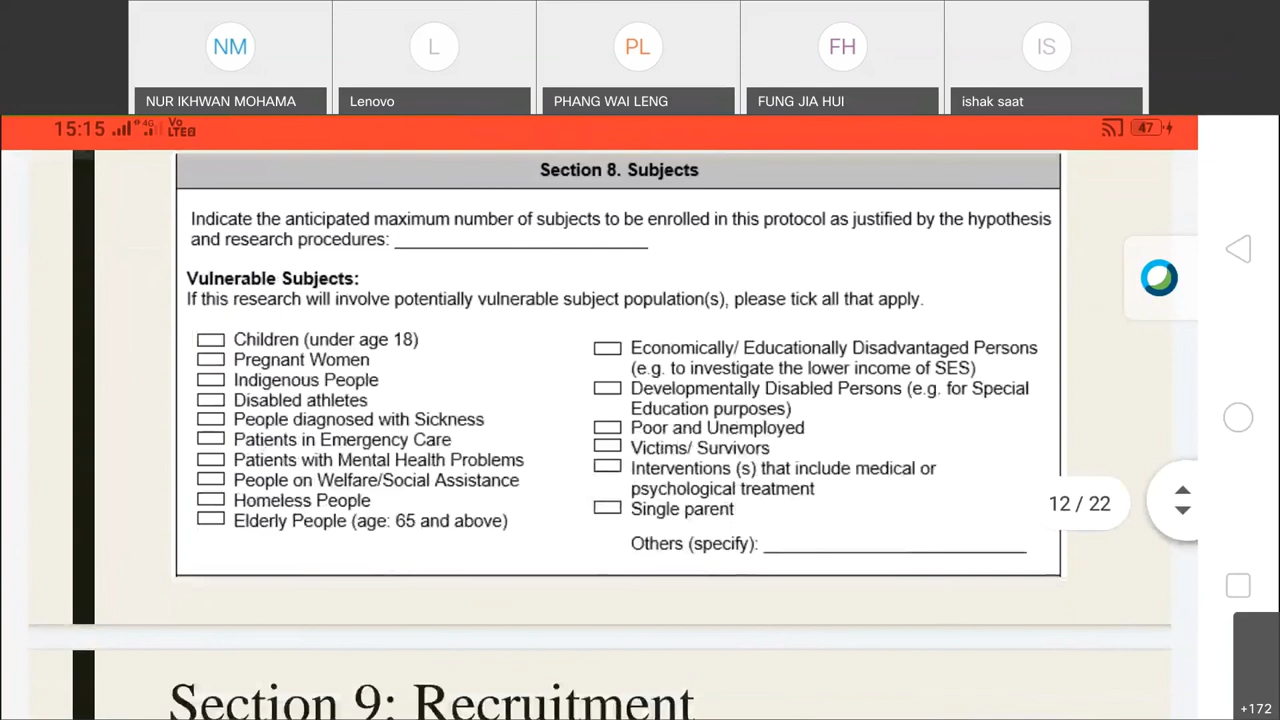 NM
L
PL
FH
IS
NUR IKHWAN MOHAMA
Lenovo
PHANG WAI LENG
FUNG JIA HUI
ishak saat
15:15
4G
Vo
LTE2
47
Section 8. Subjects
Indicate the anticipated maximum number of subjects to be enrolled in this protocol as justified by the hypothesis
and research procedures:
Vulnerable Subjects:
If this research will involve potentially vulnerable subject population(s), please tick all that apply.
Children (under age 18)
Pregnant Women
Indigenous People
Disabled athletes
People diagnosed with Sickness
Patients in Emergency Care
Patients with Mental Health Problems
People on Welfare/Social Assistance
Homeless People
Elderly People (age: 65 and above)
Economically/ Educationally Disadvantaged Persons
(e.g. to investigate the lower income of SES)
Developmentally Disabled Persons (e.g. for Special
Education purposes)
Poor and Unemployed
Victims/ Survivors
Interventions (s) that include medical or
psychological treatment
Single parent
Others (specify):
12 / 22
Section 9: Recruitment
+172